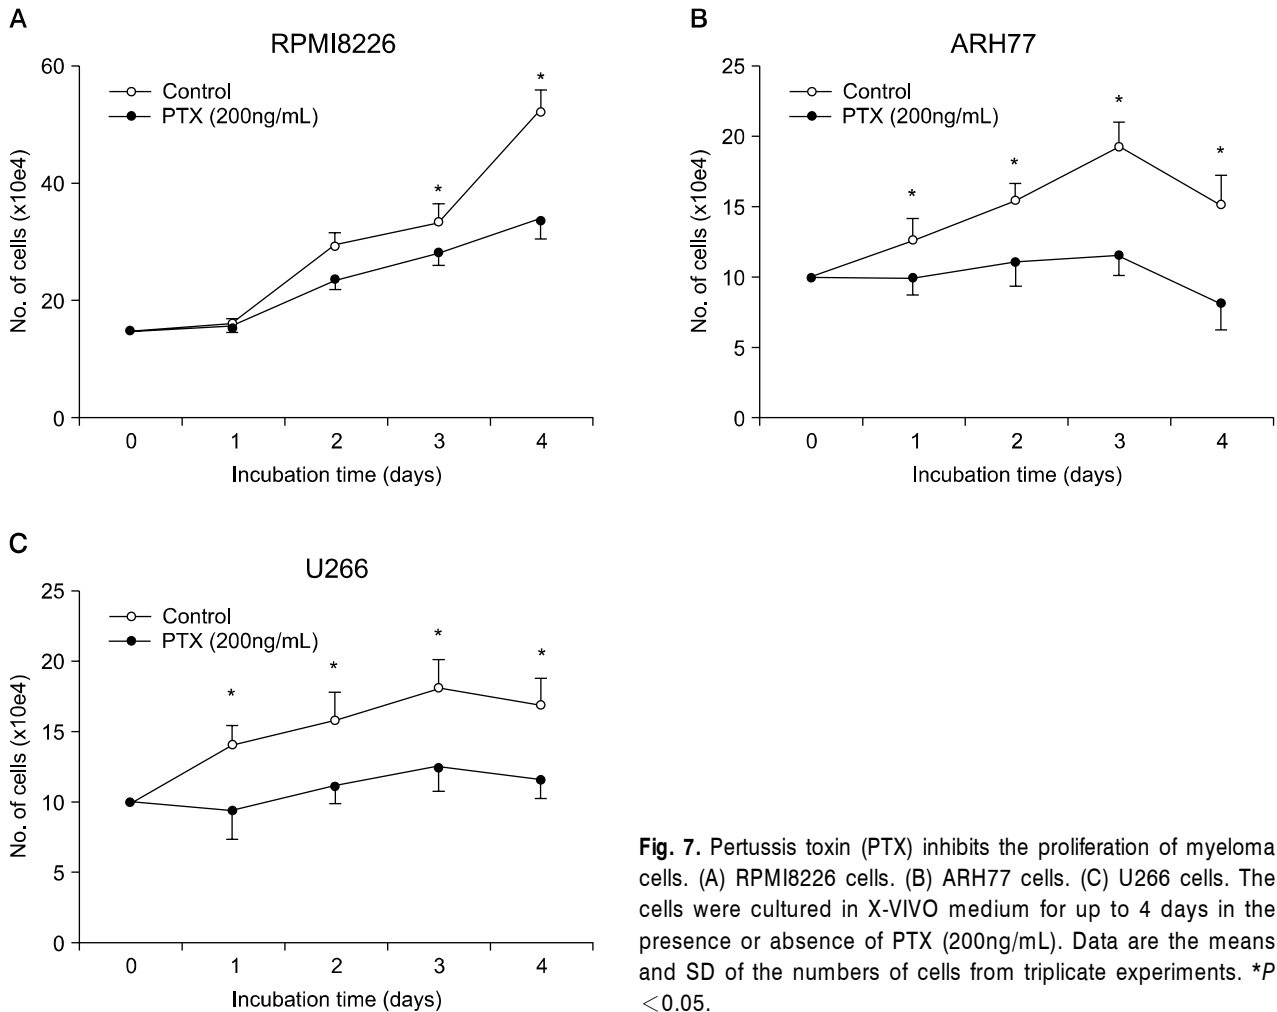 A
RPMI8226
60
40
20
0
No. of cells (x10e4)
Control
PTX (200ng/mL)
*
*
0 1 2 3 4
Incubation time (days)
B
ARH77
25
20
15
10
5
0
No. of cells (x10e4)
Control
PTX (200ng/mL)
*
*
*
*
0 1 2 3 4
Incubation time (days)
C
U266
25
20
15
10
5
0
No. of cells (x10e4)
Control
PTX (200ng/mL)
*
*
*
*
0 1 2 3 4
Incubation time (days)
Fig. 7. Pertussis toxin (PTX) inhibits the proliferation of myeloma
cells. (A) RPMI8226 cells. (B) ARH77 cells. (C) U266 cells. The
cells were cultured in X-VIVO medium for up to 4 days in the
presence or absence of PTX (200ng/mL). Data are the means
and SD of the numbers of cells from triplicate experiments. *P
<0.05.